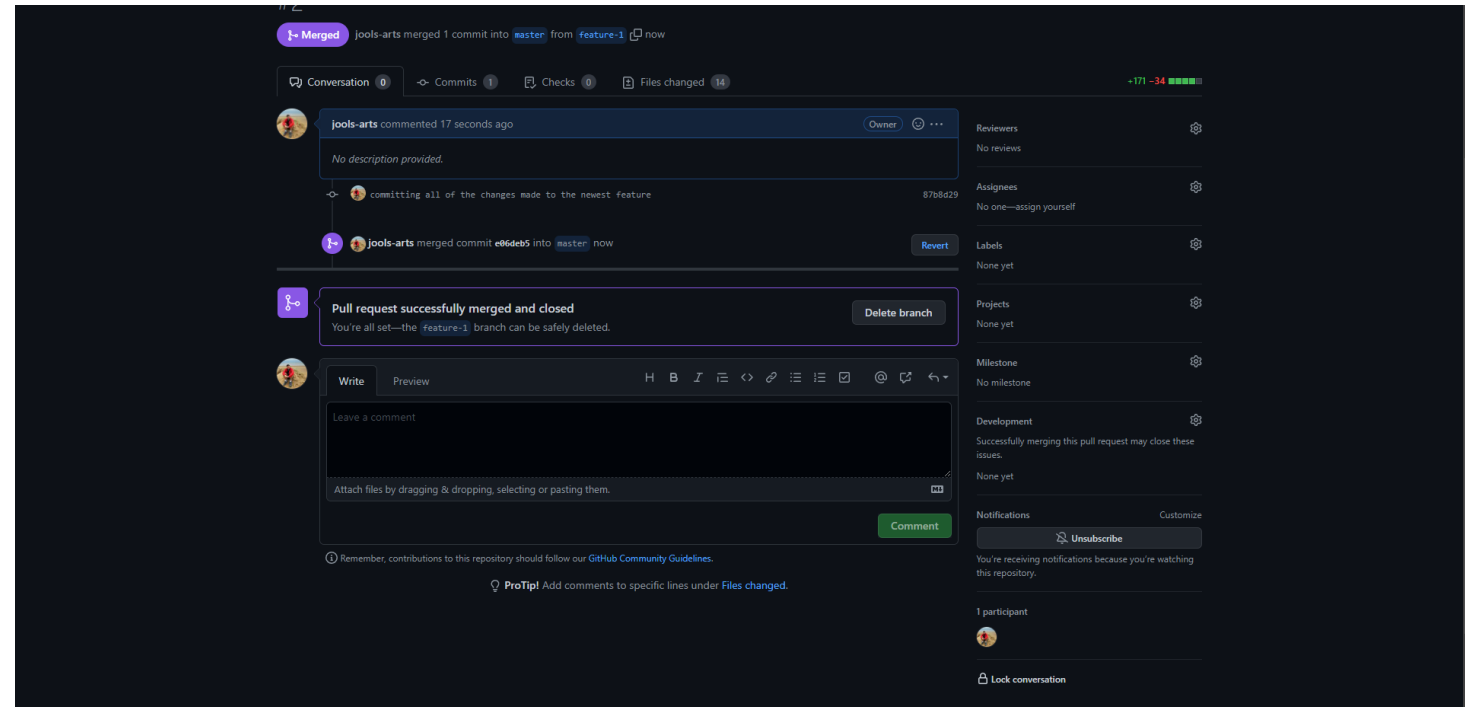 #2
Merged jools-arts merged 1 commit into master from feature-1 now
Conversation 0 Commits 1 Checks 0 Files changed 14 +171 −34
jools-arts commented 17 seconds ago Owner
No description provided.
committing all of the changes made to the newest feature 87b8d29
jools-arts merged commit e06deb5 into master now Revert
Pull request successfully merged and closed
You're all set—the feature-1 branch can be safely deleted.
Delete branch
Write Preview
Leave a comment
Attach files by dragging & dropping, selecting or pasting them.
Comment
Remember, contributions to this repository should follow our GitHub Community Guidelines.
ProTip! Add comments to specific lines under Files changed.
Reviewers
No reviews
Assignees
No one—assign yourself
Labels
None yet
Projects
None yet
Milestone
No milestone
Development
Successfully merging this pull request may close these
issues.
None yet
Notifications Customize
Unsubscribe
You're receiving notifications because you're watching
this repository.
1 participant
Lock conversation